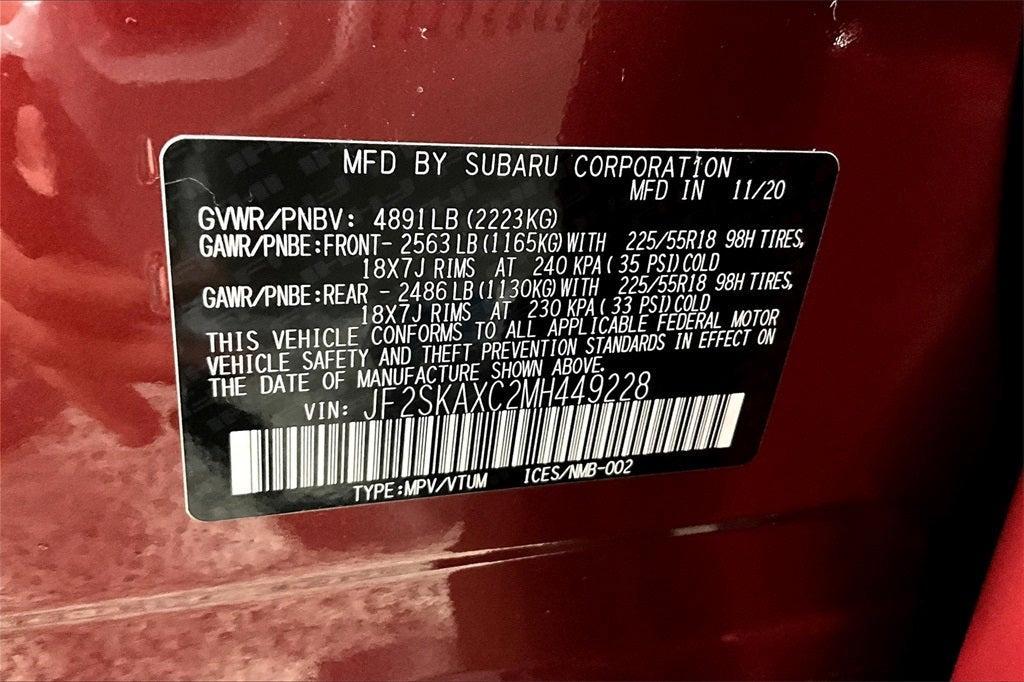 MFD BY SUBARU CORPORATION
MFD IN 11/20
GVWR/PNBV: 4891LB (2223KG)
GAWR/PNBE:FRONT- 2563LB(1165KG)WITH 225/55R18 98H TIRES,
18X7J RIMS AT 240 KPA(35 PSI)COLD
GAWR/PNBE:REAR - 2486LB(1130KG)WITH 225/55R18 98H TIRES,
18X7J RIMS AT 230 KPA(33 PSI)COLD
THIS VEHICLE CONFORMS TO ALL APPLICABLE FEDERAL MOTOR
VEHICLE SAFETY AND THEFT PREVENTION STANDARDS IN EFFECT ON
THE DATE OF MANUFACTURE SHOWN ABOVE.
VIN: JF2SKAXC2MH449228
TYPE:MPV/VTUM ICES/NMB-002